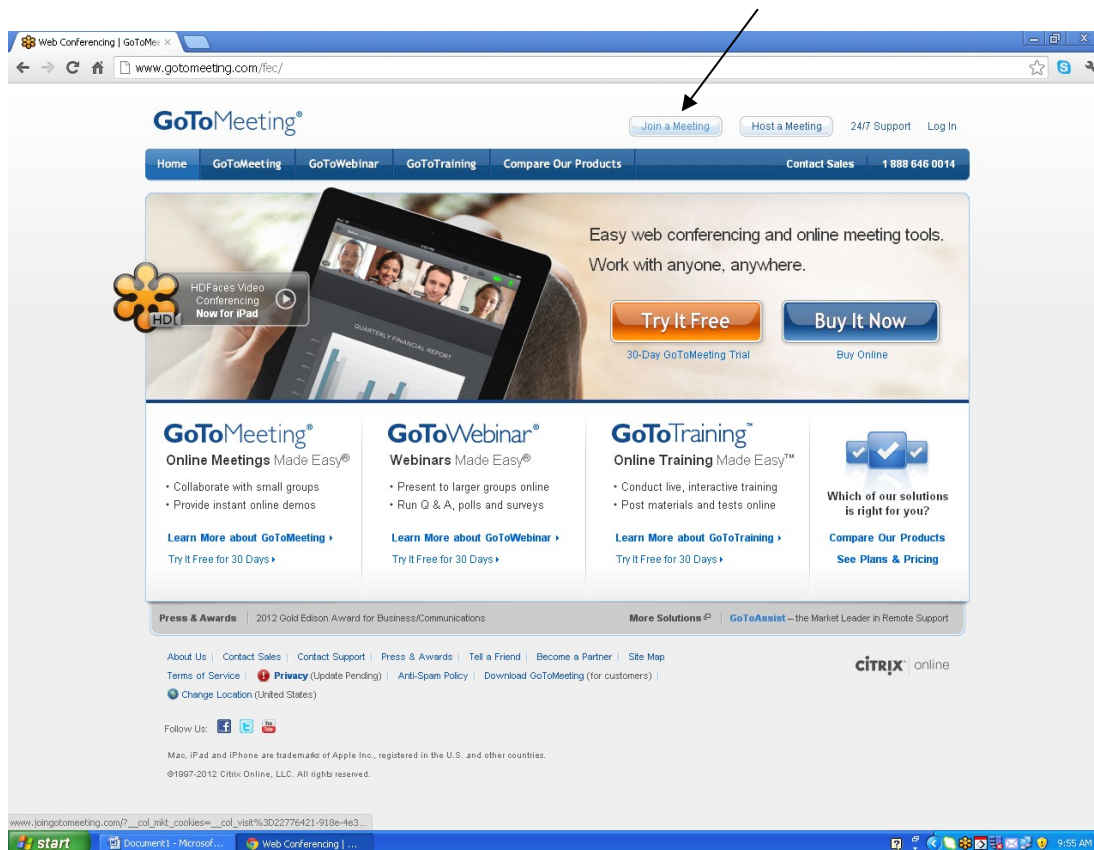 Web Conferencing | GoToMee
www.gotomeeting.com/fec/
GoToMeeting®
Join a Meeting Host a Meeting 24/7 Support Log In
Home GoToMeeting GoToWebinar GoToTraining Compare Our Products Contact Sales 1 888 646 0014
Easy web conferencing and online meeting tools.
Work with anyone, anywhere.
HDFaces Video
Conferencing
Now for iPad
HD
QUARTERLY FINANCIAL REPORT
Try It Free Buy It Now
30-Day GoToMeeting Trial Buy Online
GoToMeeting®
Online Meetings Made Easy®
• Collaborate with small groups
• Provide instant online demos
Learn More about GoToMeeting
Try It Free for 30 Days
GoToWebinar®
Webinars Made Easy®
• Present to larger groups online
• Run Q & A, polls and surveys
Learn More about GoToWebinar
Try It Free for 30 Days
GoToTraining™
Online Training Made Easy™
• Conduct live, interactive training
• Post materials and tests online
Learn More about GoToTraining
Try It Free for 30 Days
Which of our solutions
is right for you?
Compare Our Products
See Plans & Pricing
Press & Awards | 2012 Gold Edison Award for Business/Communications More Solutions | GoToAssist – the Market Leader in Remote Support
About Us | Contact Sales | Contact Support | Press & Awards | Tell a Friend | Become a Partner | Site Map
Terms of Service | Privacy (Update Pending) | Anti-Spam Policy | Download GoToMeeting (for customers) |
Change Location (United States)
CİTRIX® online
Follow Us: You Tube
Mac, iPad and iPhone are trademarks of Apple Inc., registered in the U.S. and other countries.
©1997-2012 Citrix Online, LLC. All rights reserved.
www.joingotomeeting.com/?__col_mkt_cookies=__col_visit%3D22776421-918e-4e3...
start Document1 - Microsof... Web Conferencing | ... 9:55 AM